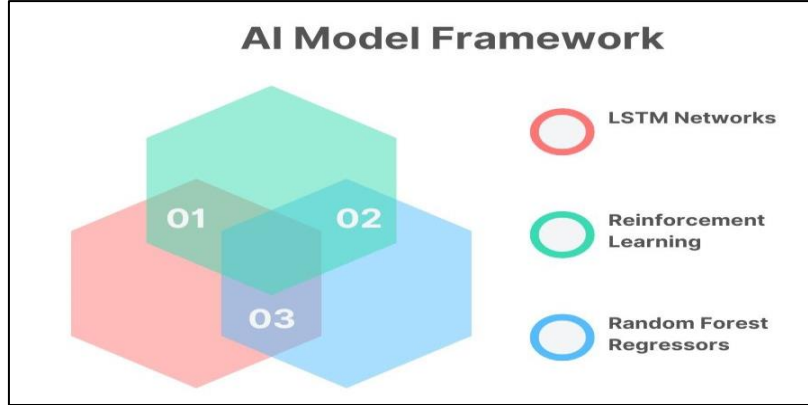 AI Model Framework
01
02
03
LSTM Networks
Reinforcement
Learning
Random Forest
Regressors